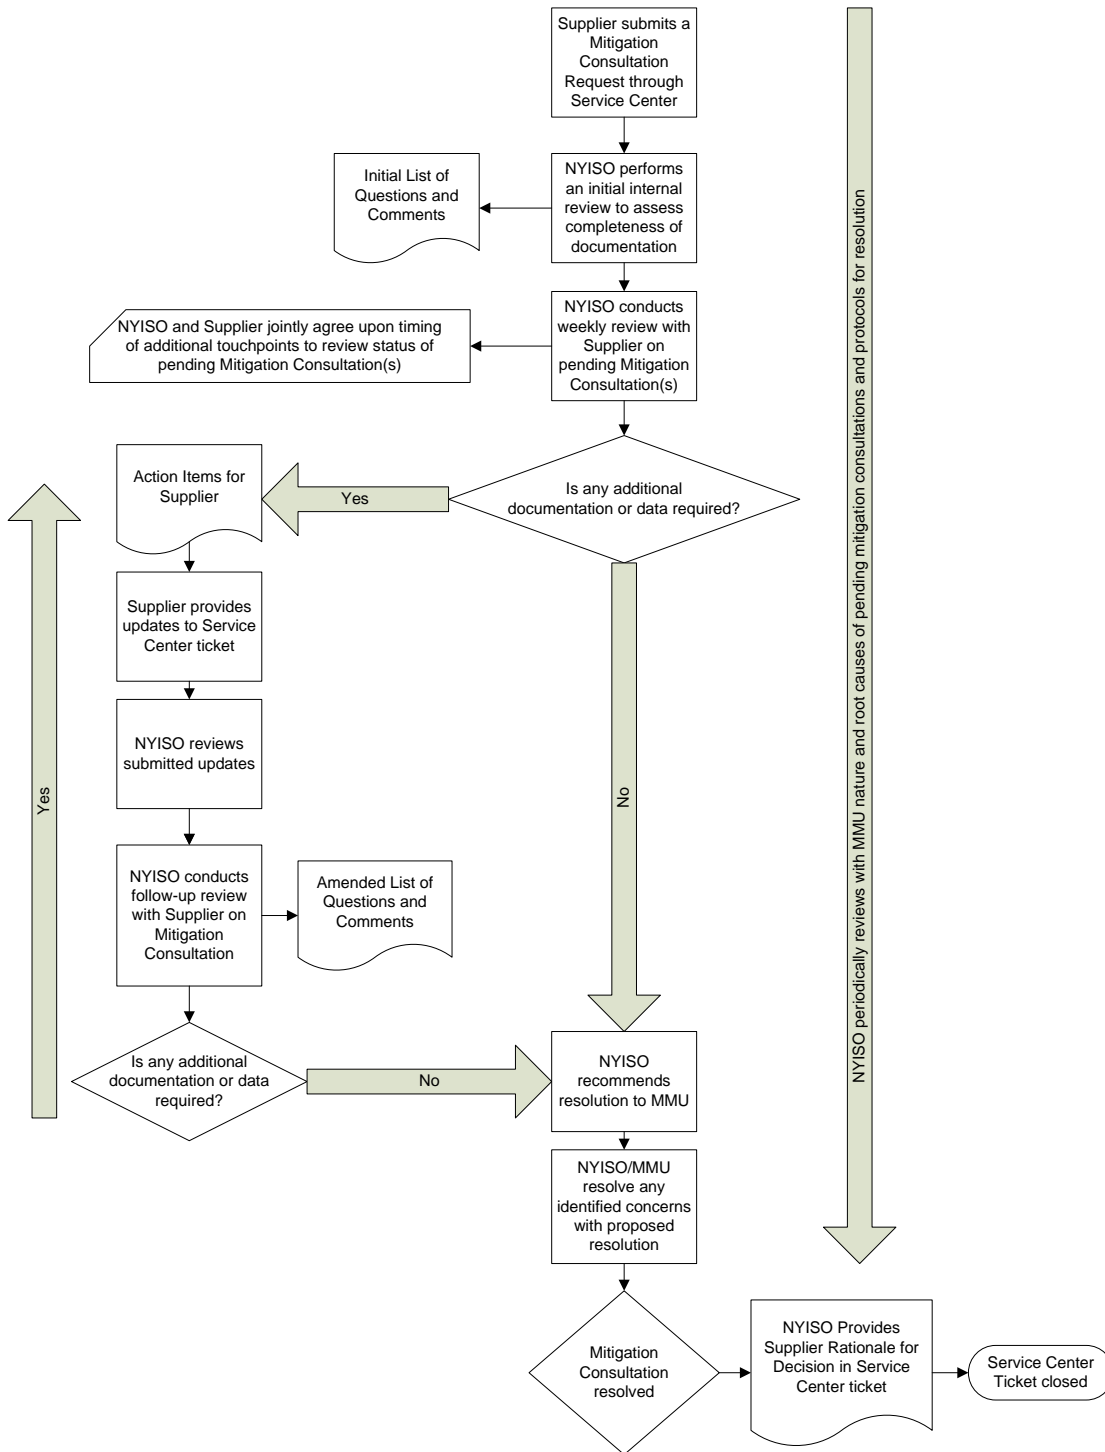 Supplier submits a
Mitigation
Consultation
Request through
Service Center
Initial List of
Questions and
Comments
NYISO performs
an initial internal
review to assess
completeness of
documentation
NYISO and Supplier jointly agree upon timing
of additional touchpoints to review status of
pending Mitigation Consultation(s)
NYISO conducts
weekly review with
Supplier on
pending Mitigation
Consultation(s)
Is any additional
documentation or data required?
Yes
Action Items for
Supplier
Supplier provides
updates to Service
Center ticket
NYISO reviews
submitted updates
NYISO conducts
follow-up review
with Supplier on
Mitigation
Consultation
Amended List of
Questions and
Comments
Is any additional
documentation or data
required?
Yes
No
No
NYISO
recommends
resolution to MMU
NYISO/MMU
resolve any
identified concerns
with proposed
resolution
Mitigation
Consultation
resolved
NYISO Provides
Supplier Rationale for
Decision in Service
Center ticket
Service Center
Ticket closed
NYISO periodically reviews with MMU nature and root causes of pending mitigation consultations and protocols for resolution